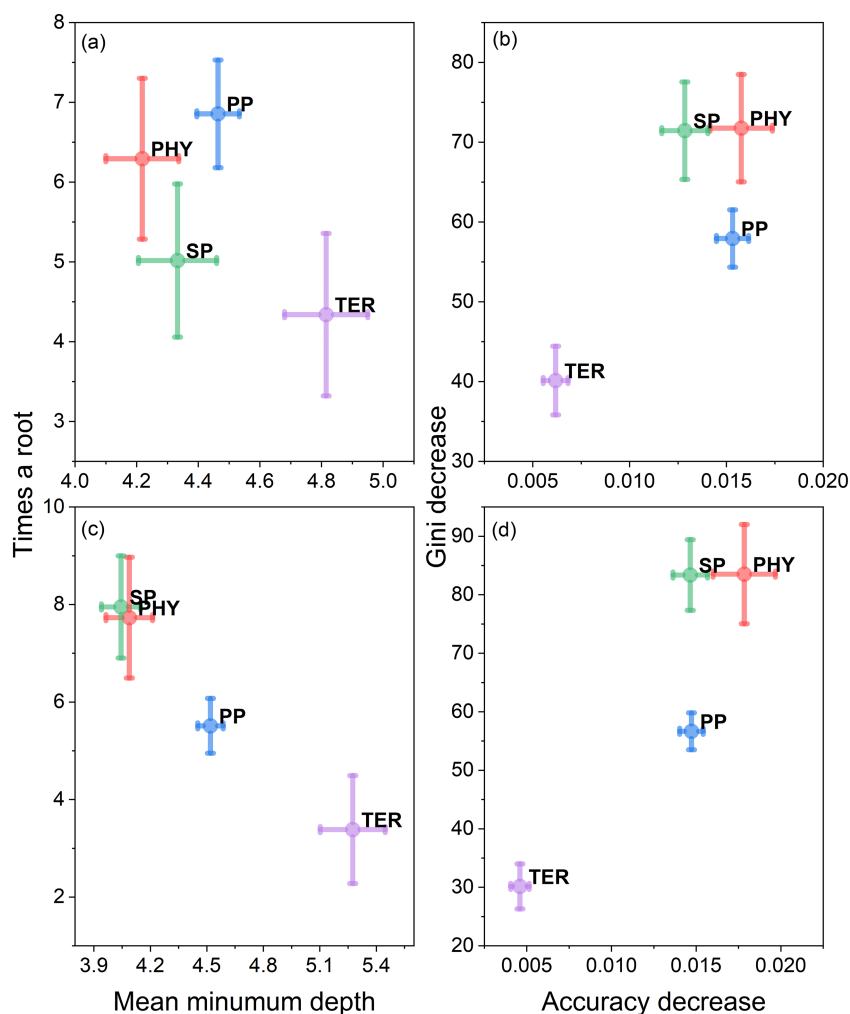 (a)
8
7
6
5
4
3
PP
PHY
SP
TER
4.0
4.2
4.4
4.6
4.8
5.0
(b)
80
70
60
50
40
30
SP
PHY
PP
TER
0.005
0.010
0.015
0.020
Times a root
Gini decrease
(c)
10
8
6
4
2
SP
PHY
PP
TER
3.9
4.2
4.5
4.8
5.1
5.4
Mean minumum depth
(d)
90
80
70
60
50
40
30
20
SP
PHY
PP
TER
0.005
0.010
0.015
0.020
Accuracy decrease